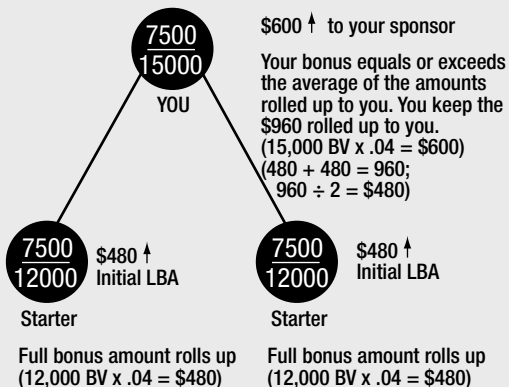 7500
15000
YOU
$600 ↑ to your sponsor
Your bonus equals or exceeds
the average of the amounts
rolled up to you. You keep the
$960 rolled up to you.
(15,000 BV x .04 = $600)
(480 + 480 = 960;
960 ÷ 2 = $480)
7500
12000
$480 ↑
Initial LBA
Starter
Full bonus amount rolls up
(12,000 BV x .04 = $480)
7500
12000
$480 ↑
Initial LBA
Starter
Full bonus amount rolls up
(12,000 BV x .04 = $480)